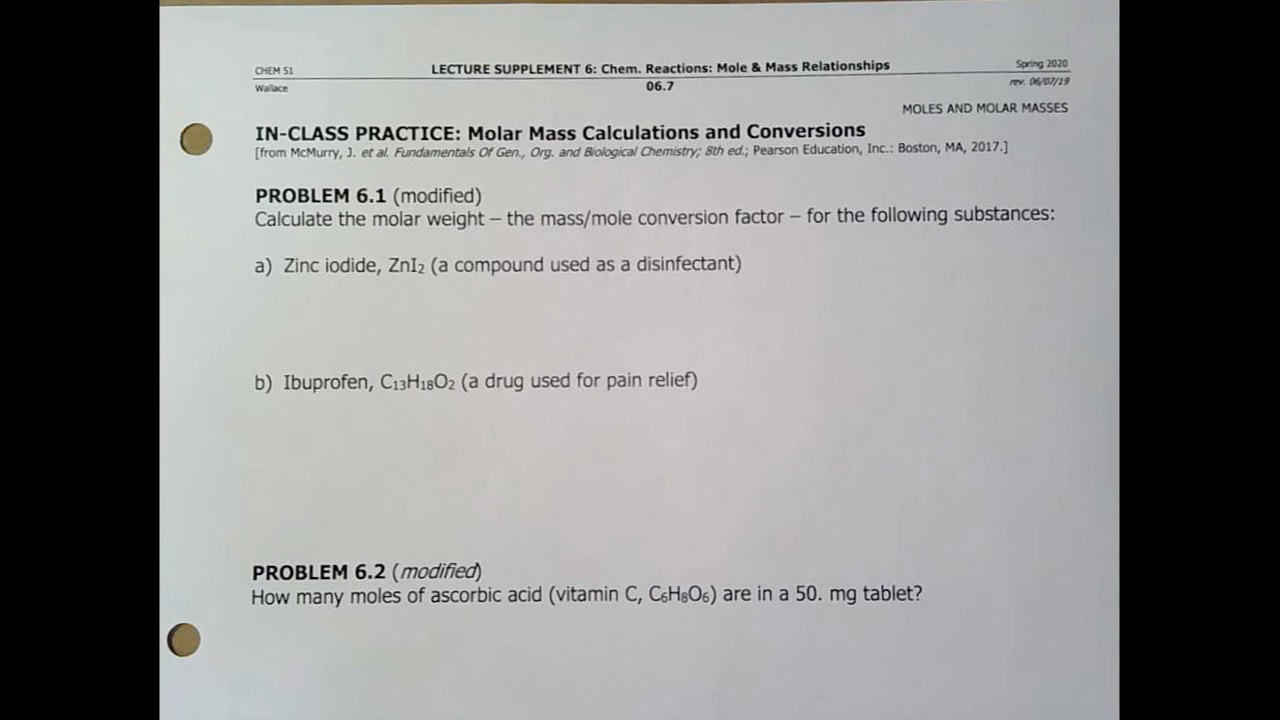 CHEM 51
LECTURE SUPPLEMENT 6: Chem. Reactions: Mole & Mass Relationships
Spring 2020
Wallace
06.7
rev. 06/07/19
MOLES AND MOLAR MASSES
IN-CLASS PRACTICE: Molar Mass Calculations and Conversions
[from McMurry, J. et al. Fundamentals Of Gen., Org. and Biological Chemistry; 8th ed.; Pearson Education, Inc.: Boston, MA, 2017.]
PROBLEM 6.1 (modified)
Calculate the molar weight – the mass/mole conversion factor – for the following substances:
a) Zinc iodide, ZnI₂ (a compound used as a disinfectant)
b) Ibuprofen, C₁₃H₁₈O₂ (a drug used for pain relief)
PROBLEM 6.2 (modified)
How many moles of ascorbic acid (vitamin C, C₆H₈O₆) are in a 50. mg tablet?